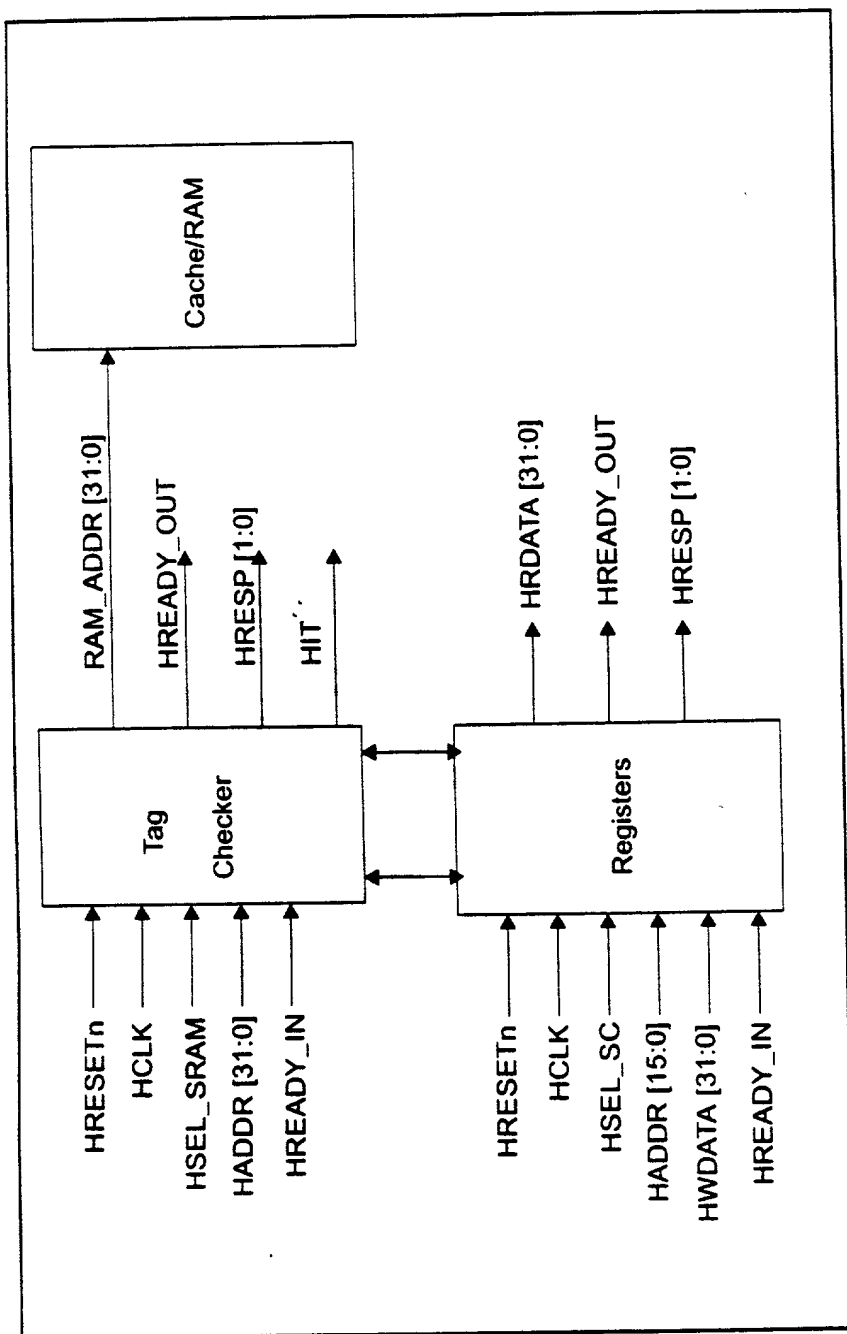 HRESETn
HCLK
HSEL_SRAM
HADDR [31:0]
HREADY_IN
Tag
Checker
RAM_ADDR [31:0]
HREADY_OUT
HRESP [1:0]
HIT
Cache/RAM
HRESETn
HCLK
HSEL_SC
HADDR [15:0]
HWDATA [31:0]
HREADY_IN
Registers
HRDATA [31:0]
HREADY_OUT
HRESP [1:0]